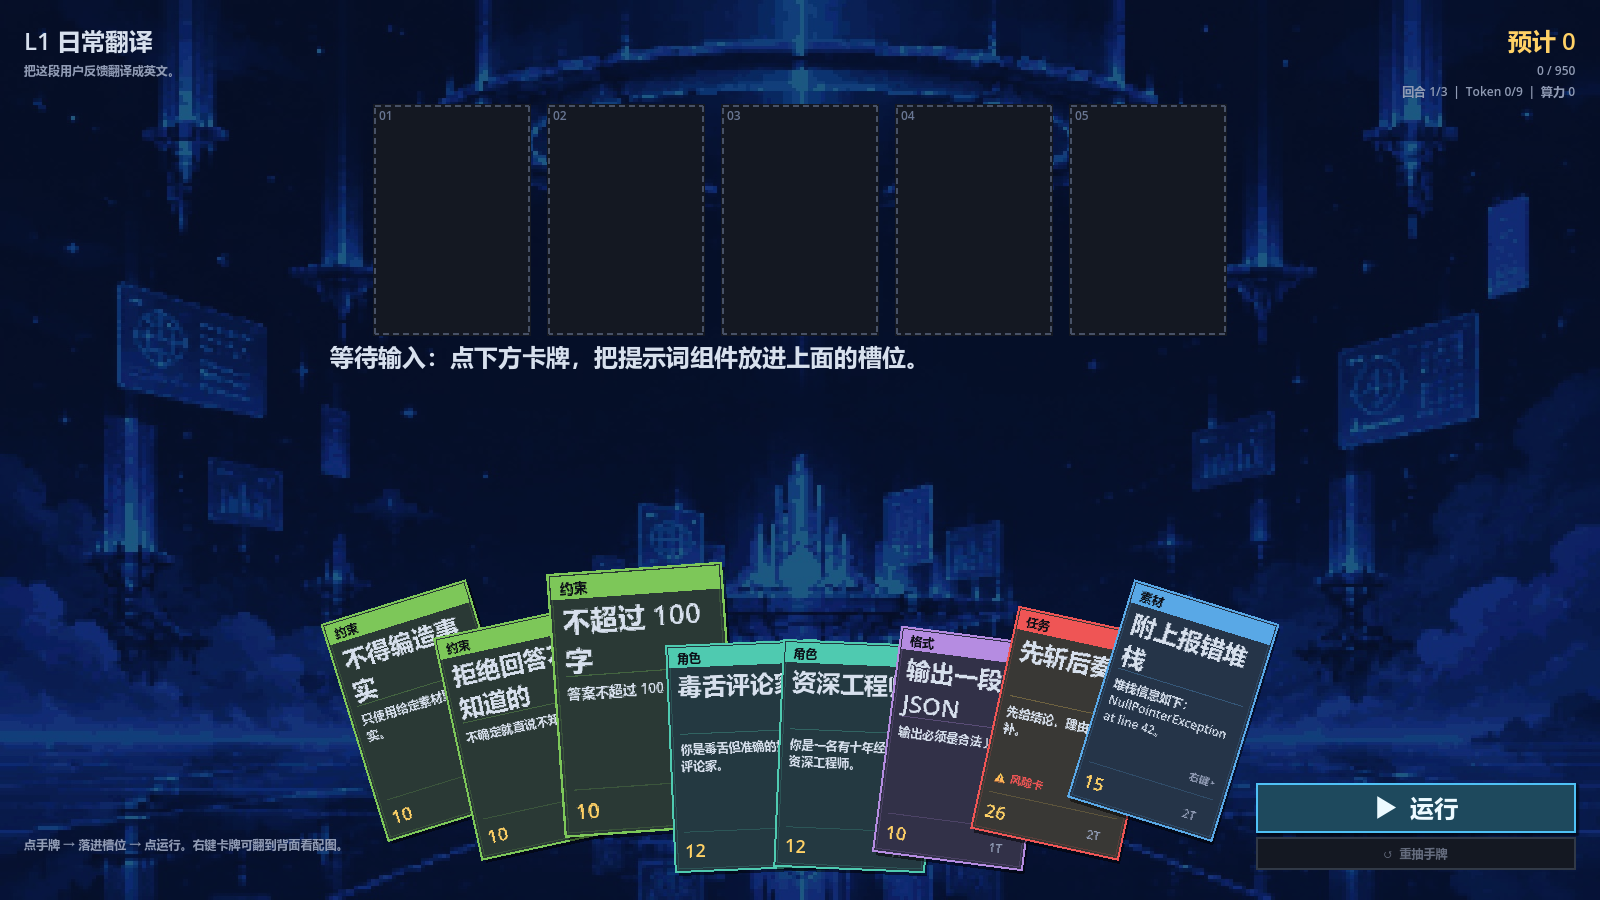 L1 日常翻译
把这段用户反馈翻译成英文。
预计 0
0 / 950
回合 1/3 | Token 0/9 | 算力 0
01
02
03
04
05
等待输入：点下方卡牌，把提示词组件放进上面的槽位。
约束
不得编造事
实
只使用给定素材
实。
10
约束
拒绝回答
知道的
不确定就直说不知
10
约束
不超过 100
字
答案不超过 100
10
角色
毒舌评论家
你是毒舌但准确的
评论家。
12
角色
资深工程
你是一名有十年经
资深工程师。
12
格式
输出一段
JSON
输出必须是合法
10
1T
任务
先斩后奏
先给结论，理由
补。
⚠ 风险卡
26
2T
素材
附上报错堆
栈
堆栈信息如下：
NullPointerException
at line 42。
右键▸
15
2T
点手牌 → 落进槽位 → 点运行。右键卡牌可翻到背面看配图。
▶ 运行
↺ 重抽手牌